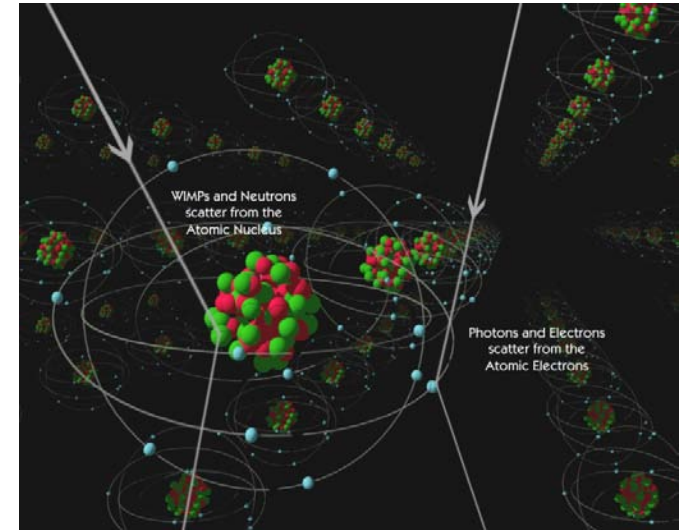 WIMPs and Neutrons
scatter from the
Atomic Nucleus
Photons and Electrons
scatter from the
Atomic Electrons